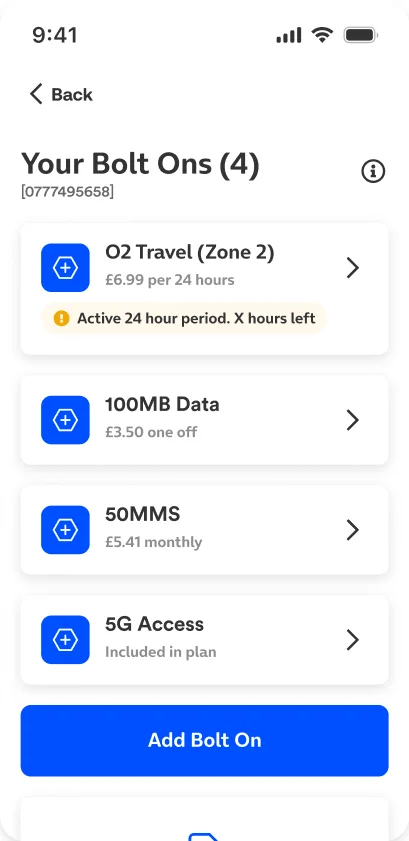 9:41
Back
Your Bolt Ons (4)
[0777495658]
O2 Travel (Zone 2)
£6.99 per 24 hours
Active 24 hour period. X hours left
100MB Data
£3.50 one off
50MMS
£5.41 monthly
5G Access
Included in plan
Add Bolt On